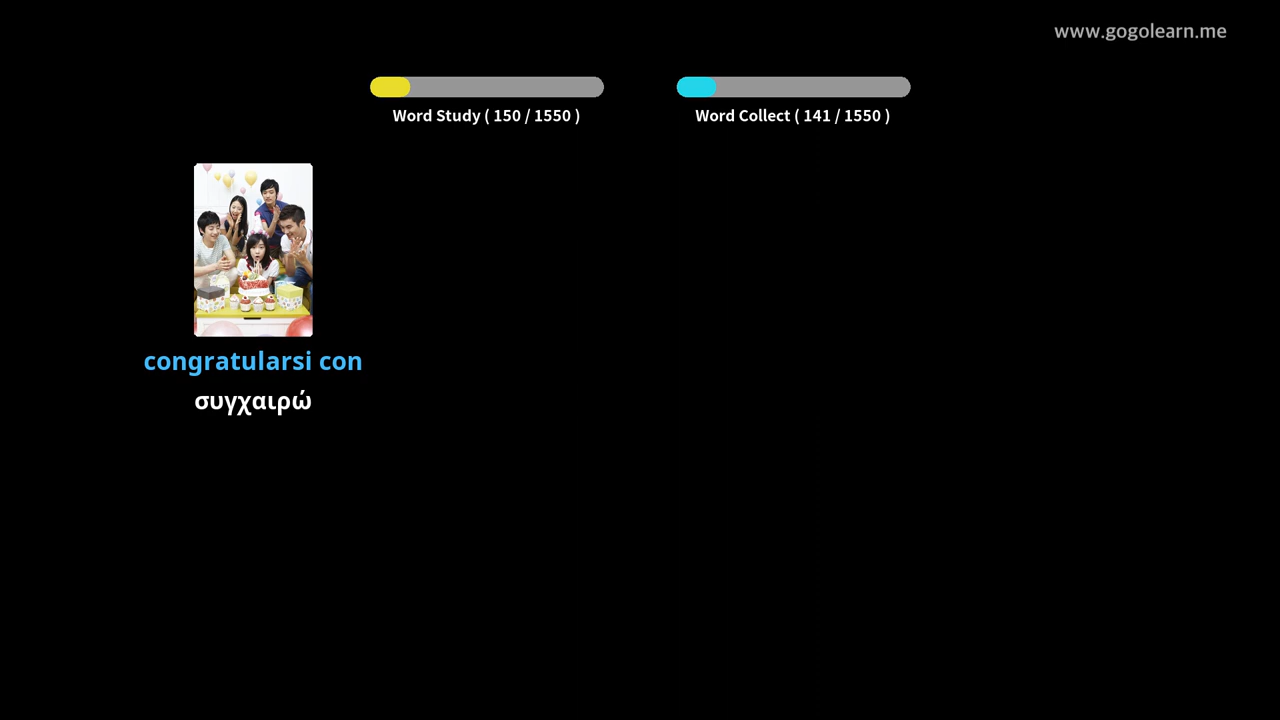 www.gogolearn.me
Word Study ( 150 / 1550 )
Word Collect ( 141 / 1550 )
congratularsi con
συγχαιρώ